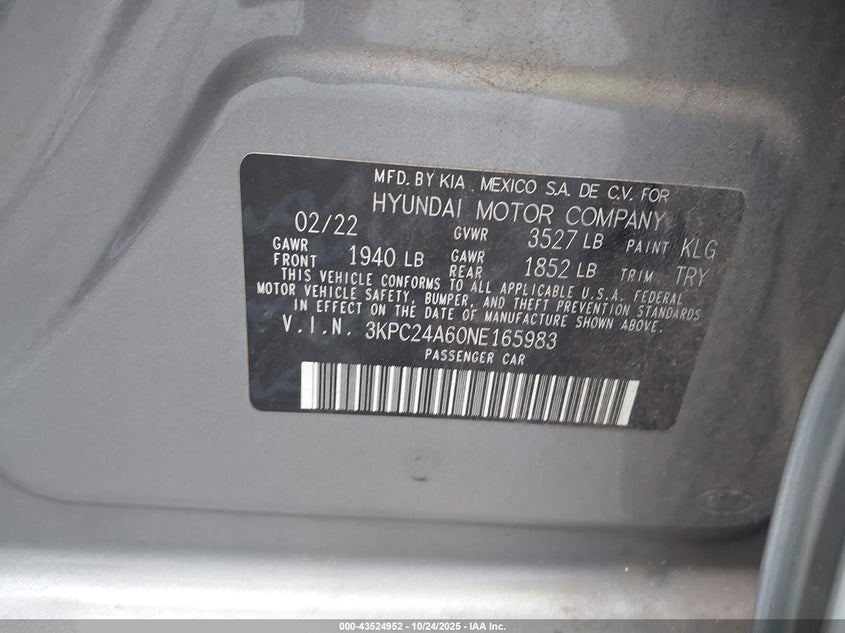 MFD. BY KIA MEXICO S.A. DE C.V. FOR
HYUNDAI MOTOR COMPANY
02/22 GVWR 3527 LB PAINT KLG
GAWR FRONT 1940 LB GAWR REAR 1852 LB TRIM TRY
THIS VEHICLE CONFORMS TO ALL APPLICABLE U.S.A. FEDERAL
MOTOR VEHICLE SAFETY, BUMPER, AND THEFT PREVENTION STANDARDS
IN EFFECT ON THE DATE OF MANUFACTURE SHOWN ABOVE.
V.I.N. 3KPC24A60NE165983
PASSENGER CAR
000-43524952 - 10/24/2025 - IAA Inc.